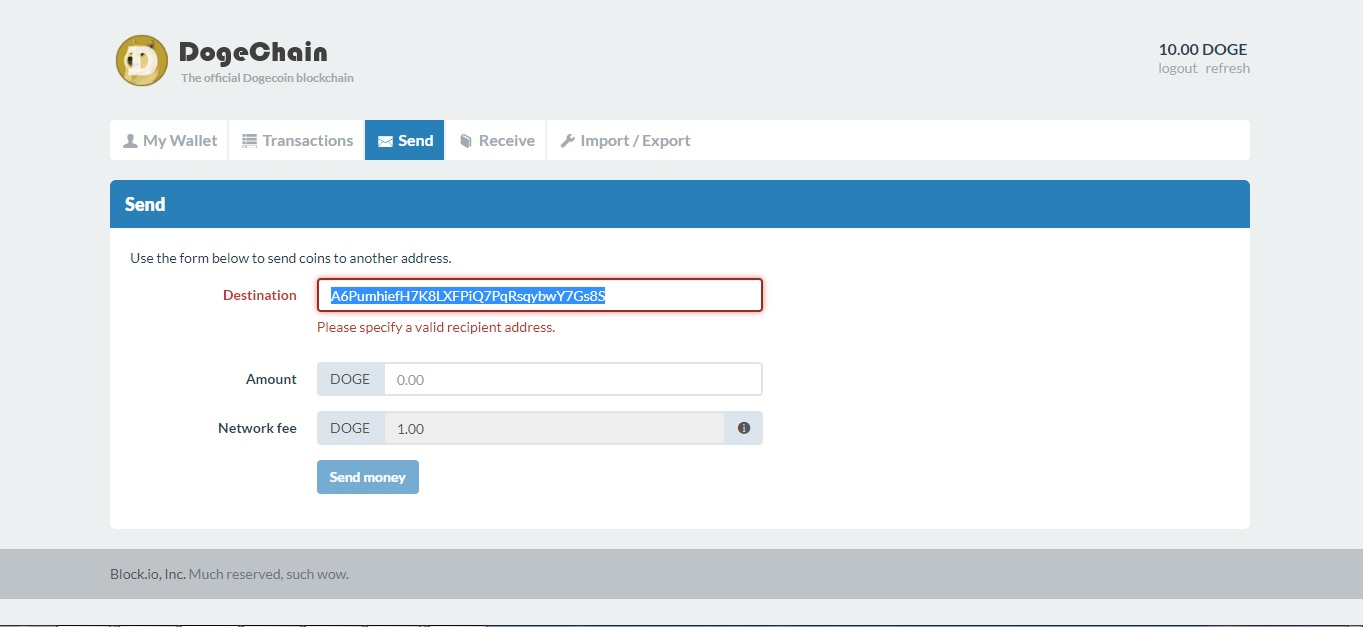 DogeChain
The official Dogecoin blockchain
10.00 DOGE
logout refresh
My Wallet Transactions Send Receive Import / Export
Send
Use the form below to send coins to another address.
Destination A6PumhiefH7K8LXFPiQ7PqRsqybwY7Gs8S
Please specify a valid recipient address.
Amount DOGE 0.00
Network fee DOGE 1.00
Send money
Block.io, Inc. Much reserved, such wow.